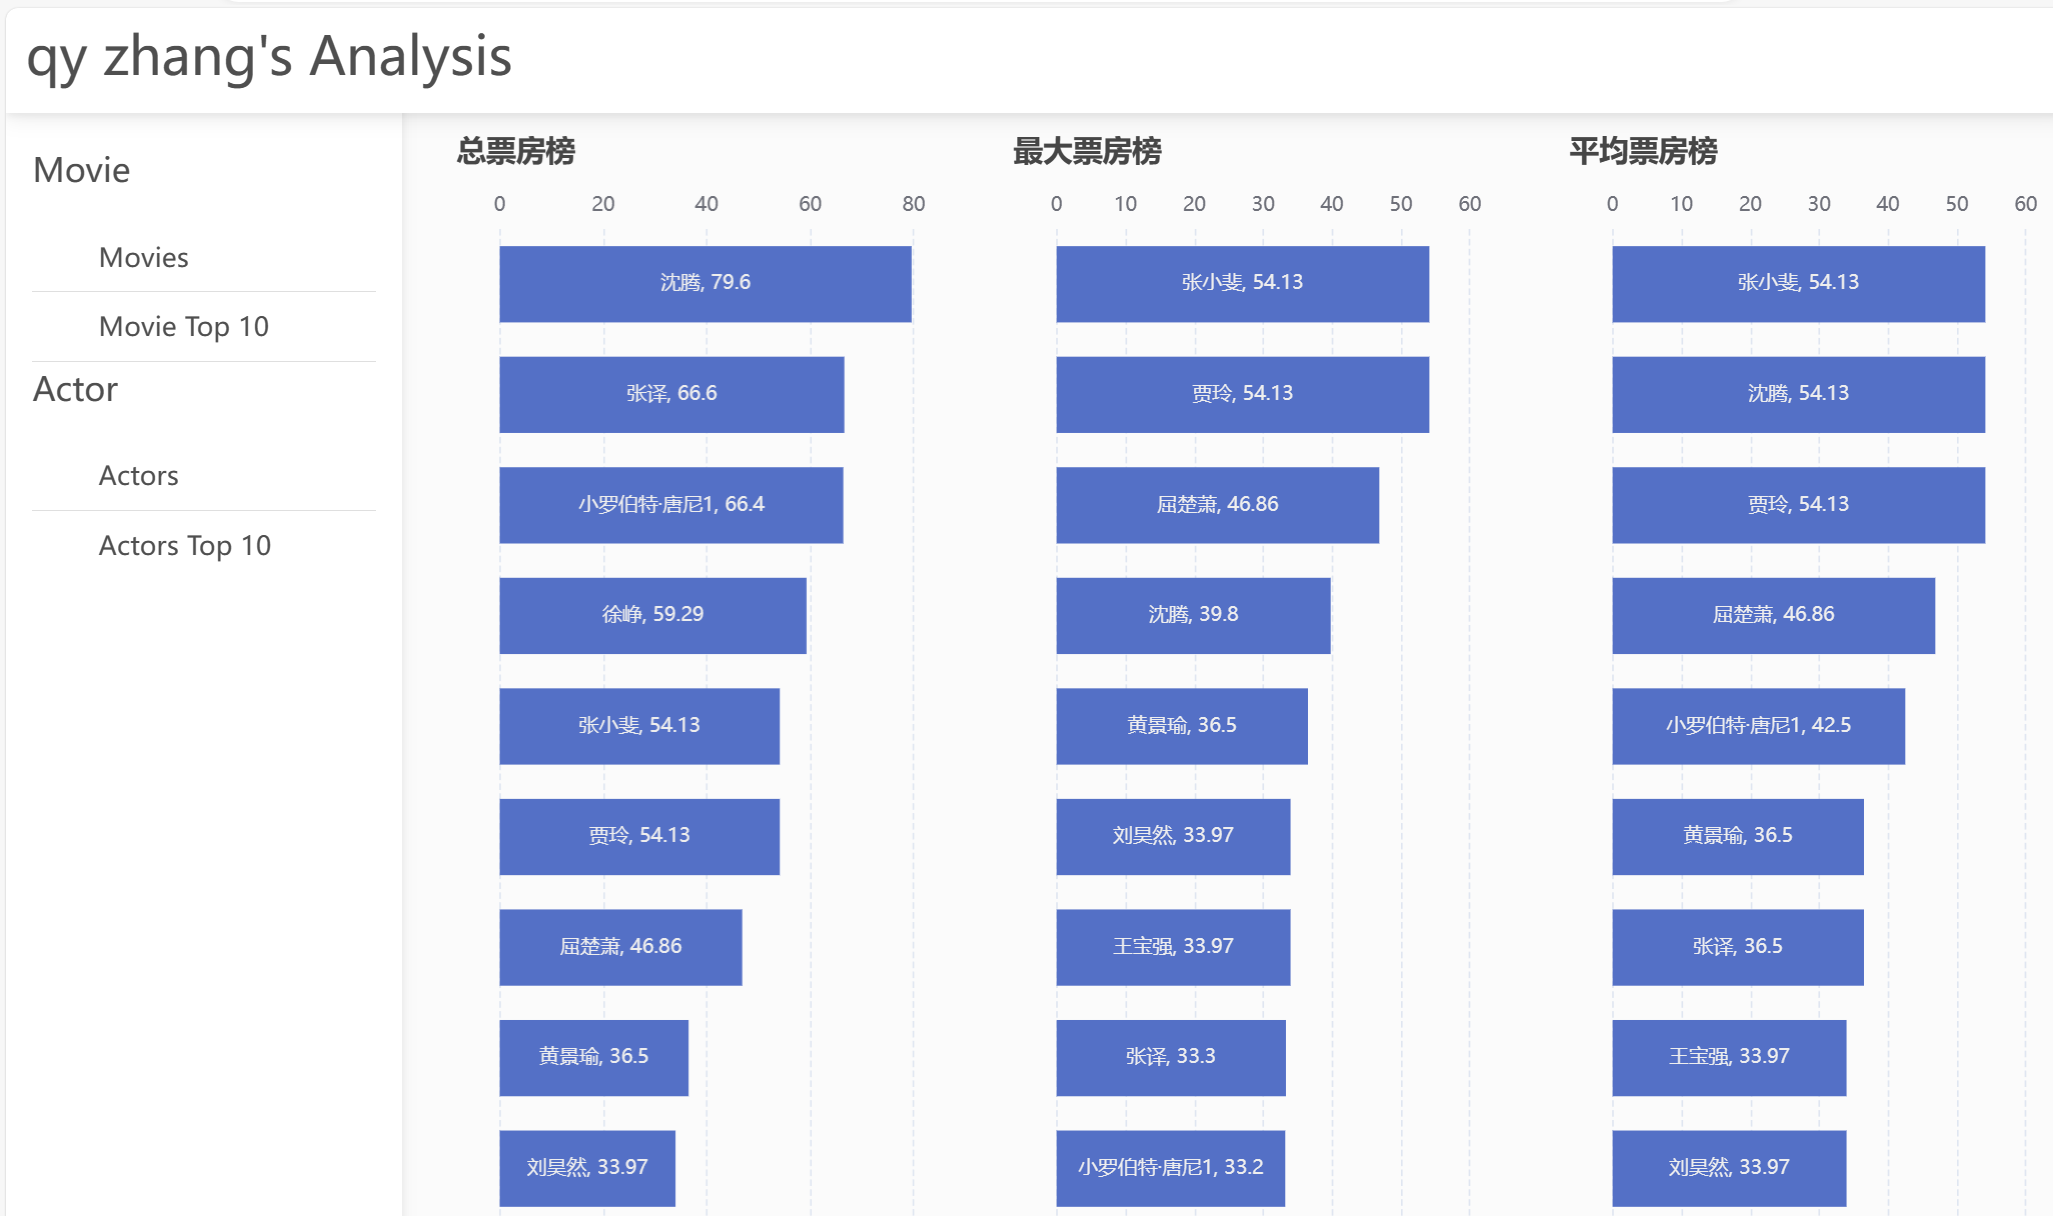 qy zhang's Analysis
Movie
Movies
Movie Top 10
Actor
Actors
Actors Top 10
总票房榜
0 20 40 60 80
沈腾, 79.6
张译, 66.6
小罗伯特·唐尼1, 66.4
徐峥, 59.29
张小斐, 54.13
贾玲, 54.13
屈楚萧, 46.86
黄景瑜, 36.5
刘昊然, 33.97
最大票房榜
0 10 20 30 40 50 60
张小斐, 54.13
贾玲, 54.13
屈楚萧, 46.86
沈腾, 39.8
黄景瑜, 36.5
刘昊然, 33.97
王宝强, 33.97
张译, 33.3
小罗伯特·唐尼1, 33.2
平均票房榜
0 10 20 30 40 50 60
张小斐, 54.13
沈腾, 54.13
贾玲, 54.13
屈楚萧, 46.86
小罗伯特·唐尼1, 42.5
黄景瑜, 36.5
张译, 36.5
王宝强, 33.97
刘昊然, 33.97